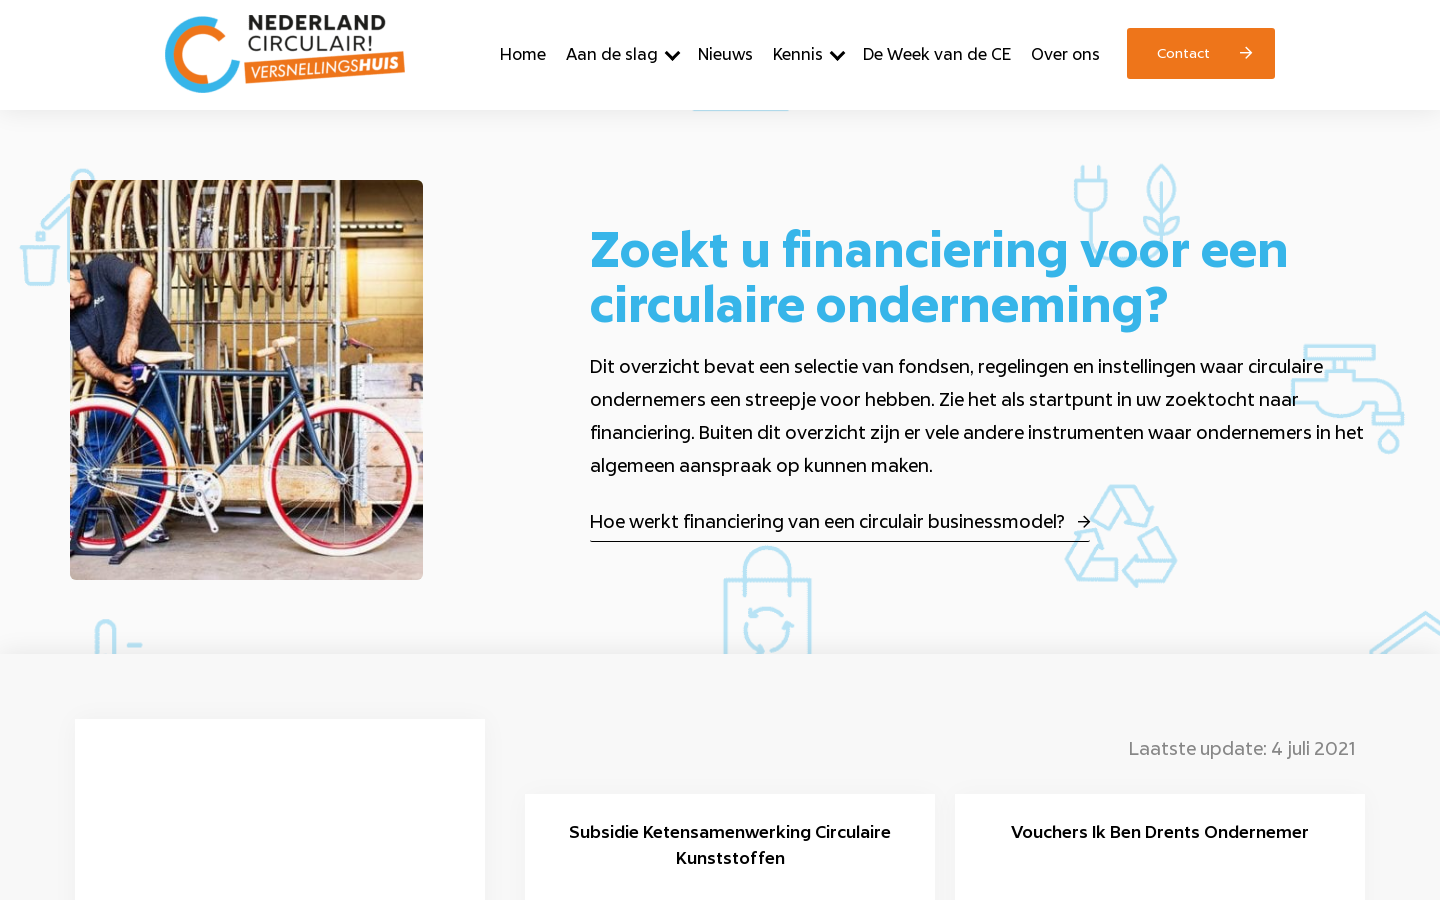 NEDERLAND
CIRCULAIR!
VERSNELLINGSHUIS
Home
Aan de slag
Nieuws
Kennis
De Week van de CE
Over ons
Contact
Zoekt u financiering voor een
circulaire onderneming?
Dit overzicht bevat een selectie van fondsen, regelingen en instellingen waar circulaire
ondernemers een streepje voor hebben. Zie het als startpunt in uw zoektocht naar
financiering. Buiten dit overzicht zijn er vele andere instrumenten waar ondernemers in het
algemeen aanspraak op kunnen maken.
Hoe werkt financiering van een circulair businessmodel?
Laatste update: 4 juli 2021
Subsidie Ketensamenwerking Circulaire
Kunststoffen
Vouchers Ik Ben Drents Ondernemer